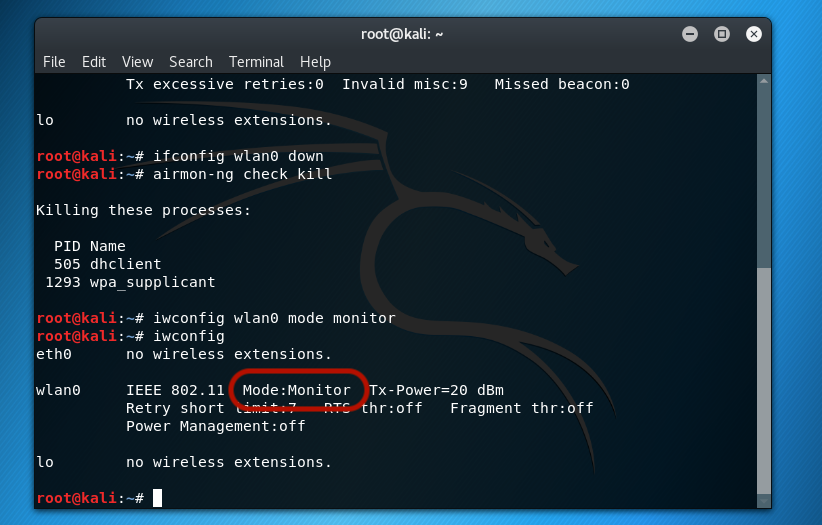 root@kali: ~
File Edit View Search Terminal Help
Tx excessive retries:0 Invalid misc:9 Missed beacon:0
lo no wireless extensions.
root@kali:~# ifconfig wlan0 down
root@kali:~# airmon-ng check kill
Killing these processes:
PID Name
505 dhclient
1293 wpa_supplicant
root@kali:~# iwconfig wlan0 mode monitor
root@kali:~# iwconfig
eth0 no wireless extensions.
wlan0 IEEE 802.11 Mode:Monitor Tx-Power=20 dBm
Retry short limit:7 RTS thr:off Fragment thr:off
Power Management:off
lo no wireless extensions.
root@kali:~#